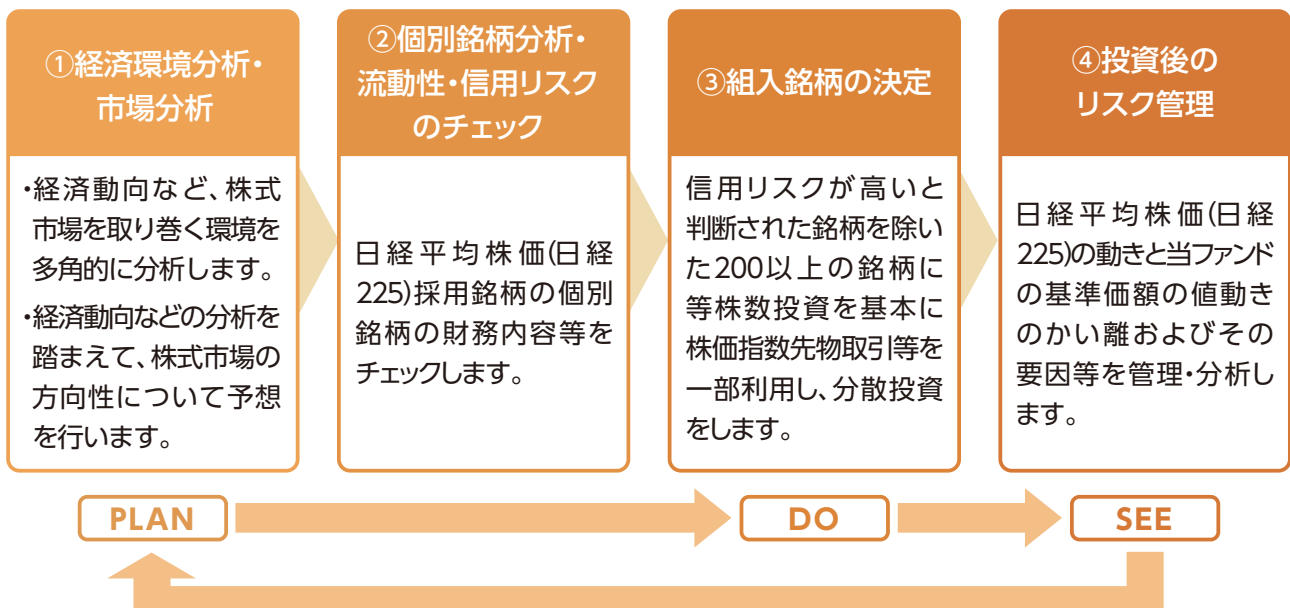 ①経済環境分析・
市場分析
・経済動向など、株式
市場を取り巻く環境を
多角的に分析します。
・経済動向などの分析を
踏まえて、株式市場の
方向性について予想
を行います。
②個別銘柄分析・
流動性・信用リスク
のチェック
日経平均株価(日経
225)採用銘柄の個別
銘柄の財務内容等を
チェックします。
③組入銘柄の決定
信用リスクが高いと
判断された銘柄を除い
た200以上の銘柄に
等株数投資を基本に
株価指数先物取引等を
一部利用し、分散投資
をします。
④投資後の
リスク管理
日経平均株価(日経
225)の動きと当ファンド
の基準価額の値動き
のかい離およびその
要因等を管理・分析し
ます。
PLAN
DO
SEE